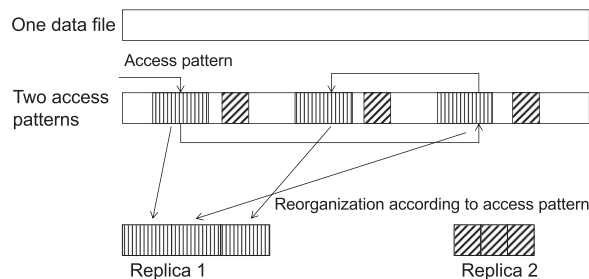 One data file
Access pattern
Two access
patterns
Reorganization according to access pattern
Replica 1
Replica 2